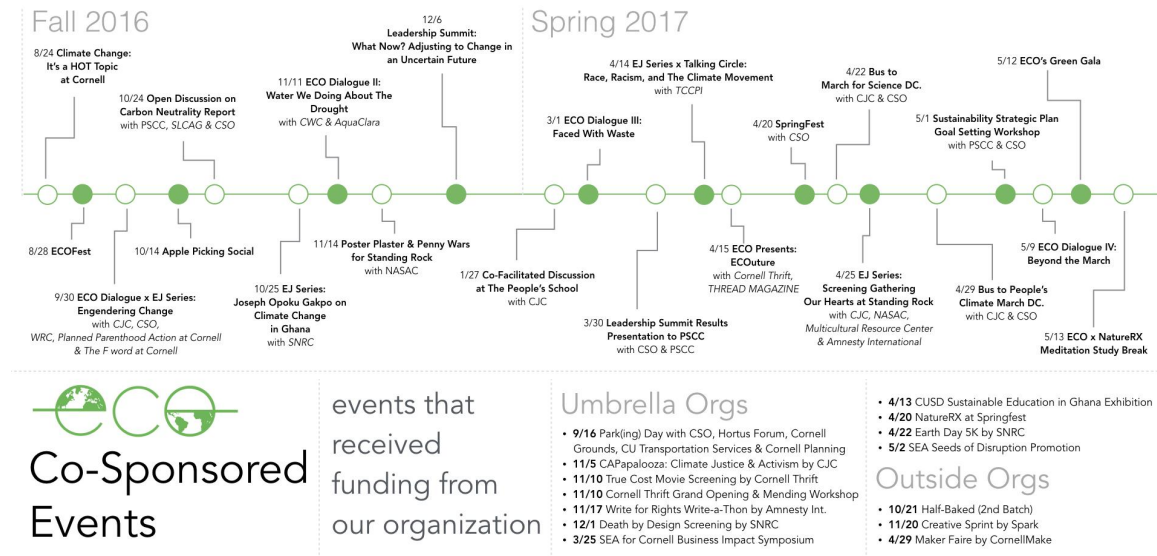 Fall 2016
8/24 Climate Change:
It's a HOT Topic
at Cornell
10/24 Open Discussion on
Carbon Neutrality Report
with PSCC, SLCAG & CSO
11/11 ECO Dialogue II:
Water We Doing About The
Drought
with CWC & AquaClara
12/6
Leadership Summit:
What Now? Adjusting to Change in
an Uncertain Future
8/28 ECOFest
9/30 ECO Dialogue x EJ Series:
Engendering Change
with CJC, CSO,
WRC, Planned Parenthood Action at Cornell
& The F word at Cornell
10/14 Apple Picking Social
10/25 EJ Series:
Joseph Opoku Gakpo on
Climate Change
in Ghana
with SNRC
11/14 Poster Plaster & Penny Wars
for Standing Rock
with NASAC
Spring 2017
3/1 ECO Dialogue III:
Faced With Waste
4/14 EJ Series x Talking Circle:
Race, Racism, and The Climate Movement
with TCCPI
4/20 SpringFest
with CSO
4/22 Bus to
March for Science DC.
with CJC & CSO
5/1 Sustainability Strategic Plan
Goal Setting Workshop
with PSCC & CSO
5/12 ECO's Green Gala
1/27 Co-Facilitated Discussion
at The People's School
with CJC
3/30 Leadership Summit Results
Presentation to PSCC
with CSO & PSCC
4/15 ECO Presents:
ECOuture
with Cornell Thrift,
THREAD MAGAZINE
4/25 EJ Series:
Screening Gathering
Our Hearts at Standing Rock
with CJC, NASAC,
Multicultural Resource Center
& Amnesty International
4/29 Bus to People's
Climate March DC.
with CJC & CSO
5/9 ECO Dialogue IV:
Beyond the March
5/13 ECO x NatureRX
Meditation Study Break
eco
Co-Sponsored
Events
events that
received
funding from
our organization
Umbrella Orgs
• 9/16 Park(ing) Day with CSO, Hortus Forum, Cornell
Grounds, CU Transportation Services & Cornell Planning
• 11/5 CAPapalooza: Climate Justice & Activism by CJC
• 11/10 True Cost Movie Screening by Cornell Thrift
• 11/10 Cornell Thrift Grand Opening & Mending Workshop
• 11/17 Write for Rights Write-a-Thon by Amnesty Int.
• 12/1 Death by Design Screening by SNRC
• 3/25 SEA for Cornell Business Impact Symposium
• 4/13 CUSD Sustainable Education in Ghana Exhibition
• 4/20 NatureRX at Springfest
• 4/22 Earth Day 5K by SNRC
• 5/2 SEA Seeds of Disruption Promotion
Outside Orgs
• 10/21 Half-Baked (2nd Batch)
• 11/20 Creative Sprint by Spark
• 4/29 Maker Faire by CornellMake